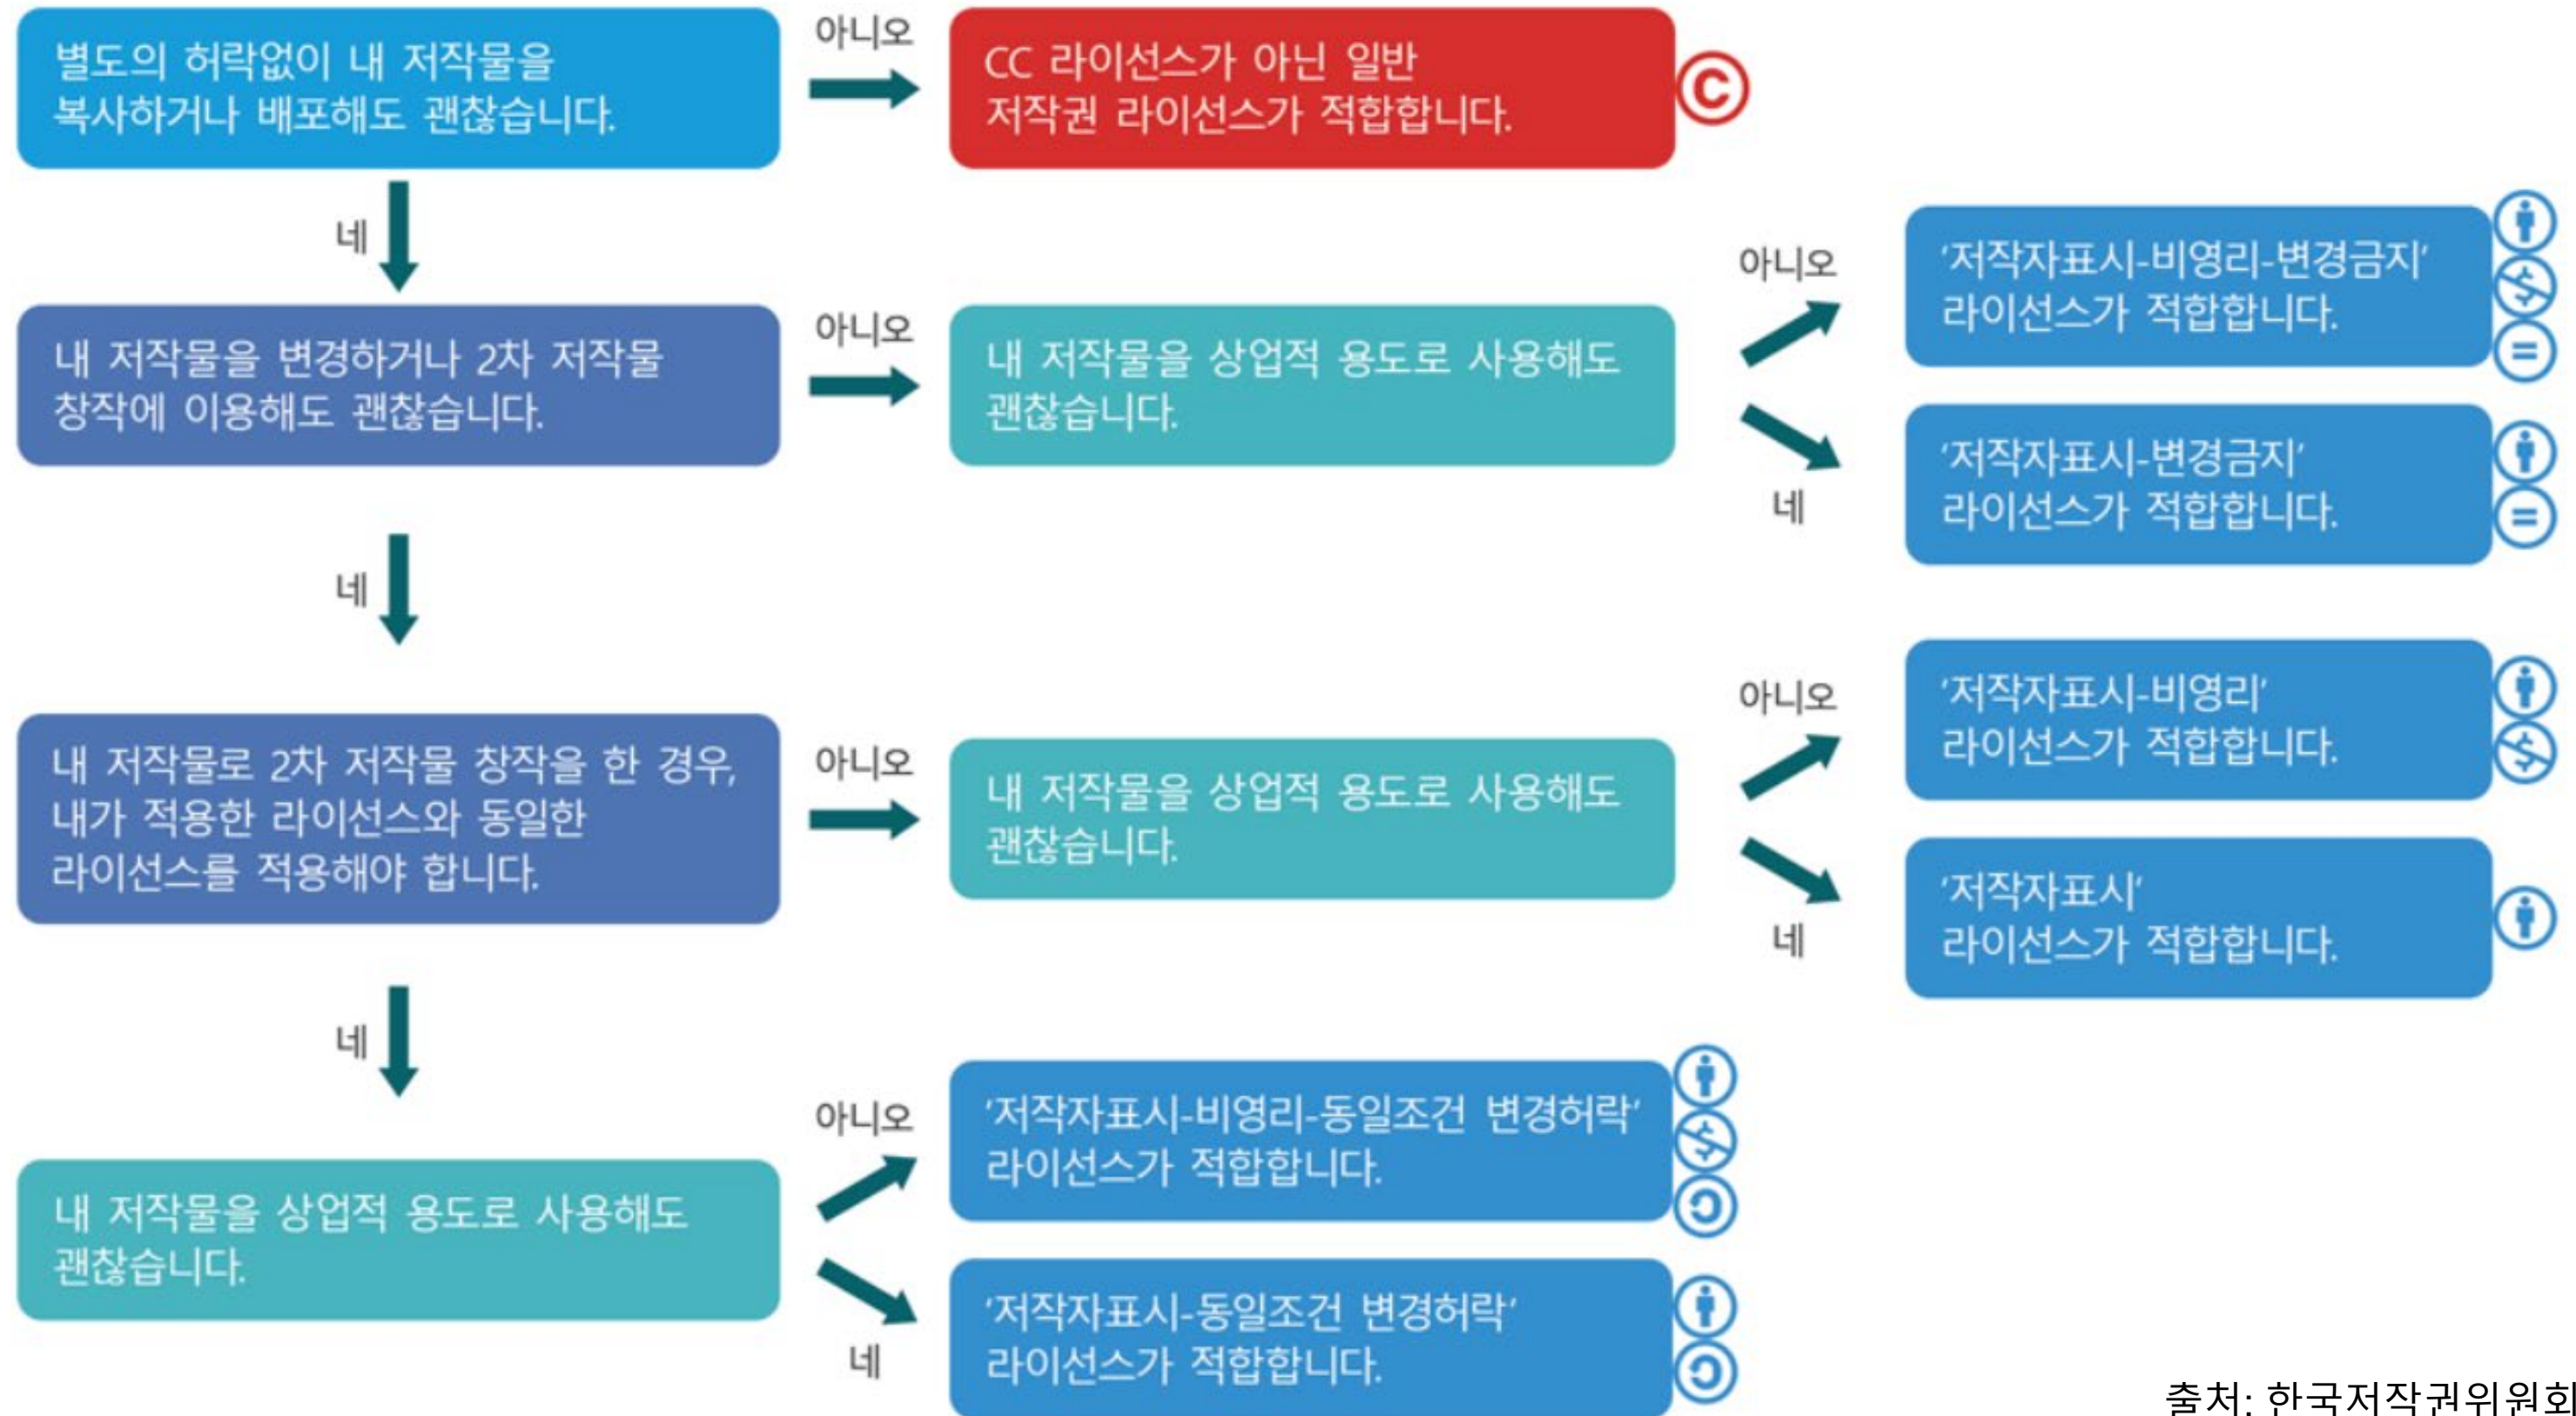 별도의 허락없이 내 저작물을
복사하거나 배포해도 괜찮습니다.
아니오
CC 라이선스가 아닌 일반
저작권 라이선스가 적합합니다.
네
내 저작물을 변경하거나 2차 저작물
창작에 이용해도 괜찮습니다.
아니오
내 저작물을 상업적 용도로 사용해도
괜찮습니다.
아니오
'저작자표시-비영리-변경금지'
라이선스가 적합합니다.
네
'저작자표시-변경금지'
라이선스가 적합합니다.
네
내 저작물로 2차 저작물 창작을 한 경우,
내가 적용한 라이선스와 동일한
라이선스를 적용해야 합니다.
아니오
내 저작물을 상업적 용도로 사용해도
괜찮습니다.
아니오
'저작자표시-비영리'
라이선스가 적합합니다.
네
'저작자표시'
라이선스가 적합합니다.
네
내 저작물을 상업적 용도로 사용해도
괜찮습니다.
아니오
'저작자표시-비영리-동일조건 변경허락'
라이선스가 적합합니다.
네
'저작자표시-동일조건 변경허락'
라이선스가 적합합니다.
출처: 한국저작권위원회